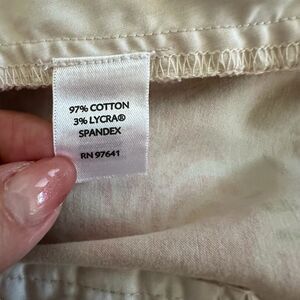 97% COTTON
3% LYCRA®
SPANDEX
RN 97641